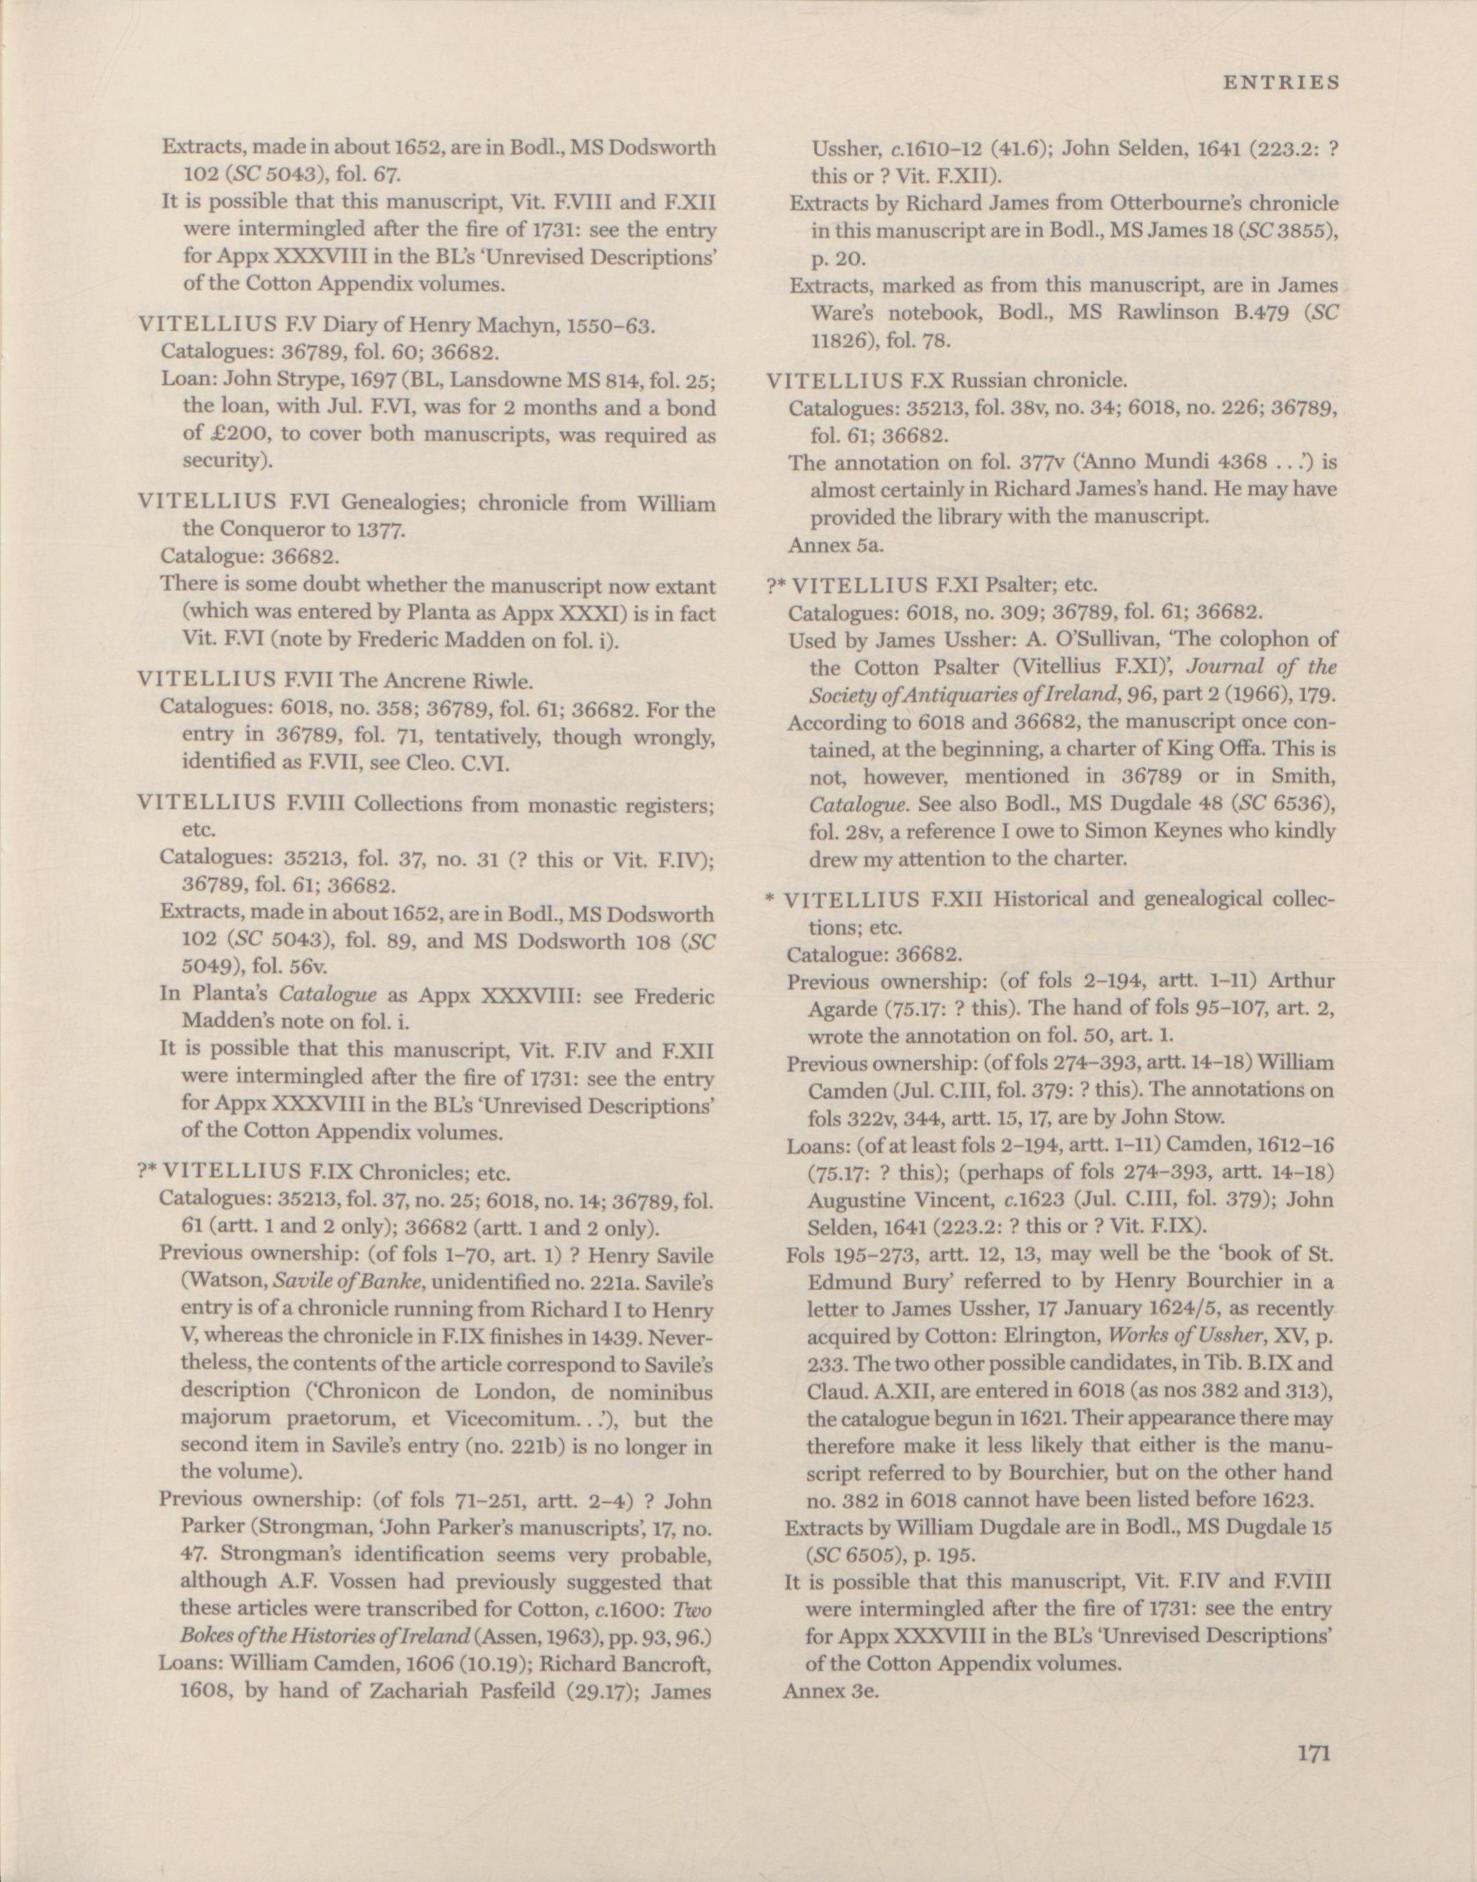 ENTRIES
Extracts, made in about 1652, are in Bodl., MS Dodsworth
102 (SC 5043), fol. 67.
It is possible that this manuscript, Vit. F.VIII and F.XII
were intermingled after the fire of 1731: see the entry
for Appx XXXVIII in the BL's 'Unrevised Descriptions'
of the Cotton Appendix volumes.
VITELLIUS F.V Diary of Henry Machyn, 1550–63.
Catalogues: 36789, fol. 60; 36682.
Loan: John Strype, 1697 (BL, Lansdowne MS 814, fol. 25;
the loan, with Jul. F.VI, was for 2 months and a bond
of £200, to cover both manuscripts, was required as
security).
VITELLIUS F.VI Genealogies; chronicle from William
the Conqueror to 1377.
Catalogue: 36682.
There is some doubt whether the manuscript now extant
(which was entered by Planta as Appx XXXI) is in fact
Vit. F.VI (note by Frederic Madden on fol. i).
VITELLIUS F.VII The Ancrene Riwle.
Catalogues: 6018, no. 358; 36789, fol. 61; 36682. For the
entry in 36789, fol. 71, tentatively, though wrongly,
identified as F.VII, see Cleo. C.VI.
VITELLIUS F.VIII Collections from monastic registers;
etc.
Catalogues: 35213, fol. 37, no. 31 (? this or Vit. F.IV);
36789, fol. 61; 36682.
Extracts, made in about 1652, are in Bodl., MS Dodsworth
102 (SC 5043), fol. 89, and MS Dodsworth 108 (SC
5049), fol. 56v.
In Planta's Catalogue as Appx XXXVIII: see Frederic
Madden's note on fol. i.
It is possible that this manuscript, Vit. F.IV and F.XII
were intermingled after the fire of 1731: see the entry
for Appx XXXVIII in the BL's 'Unrevised Descriptions'
of the Cotton Appendix volumes.
?* VITELLIUS F.IX Chronicles; etc.
Catalogues: 35213, fol. 37, no. 25; 6018, no. 14; 36789, fol.
61 (artt. 1 and 2 only); 36682 (artt. 1 and 2 only).
Previous ownership: (of fols 1–70, art. 1) ? Henry Savile
(Watson, Savile of Banke, unidentified no. 221a. Savile's
entry is of a chronicle running from Richard I to Henry
V, whereas the chronicle in F.IX finishes in 1439. Never-
theless, the contents of the article correspond to Savile's
description ('Chronicon de London, de nominibus
majorum praetorum, et Vicecomitum. . .'), but the
second item in Savile's entry (no. 221b) is no longer in
the volume).
Previous ownership: (of fols 71–251, artt. 2–4) ? John
Parker (Strongman, 'John Parker's manuscripts', 17, no.
47. Strongman's identification seems very probable,
although A.F. Vossen had previously suggested that
these articles were transcribed for Cotton, c.1600: Two
Bokes of the Histories of Ireland (Assen, 1963), pp. 93, 96.)
Loans: William Camden, 1606 (10.19); Richard Bancroft,
1608, by hand of Zachariah Pasfeild (29.17); James
Ussher, c.1610–12 (41.6); John Selden, 1641 (223.2: ?
this or ? Vit. F.XII).
Extracts by Richard James from Otterbourne's chronicle
in this manuscript are in Bodl., MS James 18 (SC 3855),
p. 20.
Extracts, marked as from this manuscript, are in James
Ware's notebook, Bodl., MS Rawlinson B.479 (SC
11826), fol. 78.
VITELLIUS F.X Russian chronicle.
Catalogues: 35213, fol. 38v, no. 34; 6018, no. 226; 36789,
fol. 61; 36682.
The annotation on fol. 377v ('Anno Mundi 4368 . . .') is
almost certainly in Richard James's hand. He may have
provided the library with the manuscript.
Annex 5a.
?* VITELLIUS F.XI Psalter; etc.
Catalogues: 6018, no. 309; 36789, fol. 61; 36682.
Used by James Ussher: A. O'Sullivan, 'The colophon of
the Cotton Psalter (Vitellius F.XI)', Journal of the
Society of Antiquaries of Ireland, 96, part 2 (1966), 179.
According to 6018 and 36682, the manuscript once con-
tained, at the beginning, a charter of King Offa. This is
not, however, mentioned in 36789 or in Smith,
Catalogue. See also Bodl., MS Dugdale 48 (SC 6536),
fol. 28v, a reference I owe to Simon Keynes who kindly
drew my attention to the charter.
* VITELLIUS F.XII Historical and genealogical collec-
tions; etc.
Catalogue: 36682.
Previous ownership: (of fols 2–194, artt. 1–11) Arthur
Agarde (75.17: ? this). The hand of fols 95–107, art. 2,
wrote the annotation on fol. 50, art. 1.
Previous ownership: (of fols 274–393, artt. 14–18) William
Camden (Jul. C.III, fol. 379: ? this). The annotations on
fols 322v, 344, artt. 15, 17, are by John Stow.
Loans: (of at least fols 2–194, artt. 1–11) Camden, 1612–16
(75.17: ? this); (perhaps of fols 274–393, artt. 14–18)
Augustine Vincent, c.1623 (Jul. C.III, fol. 379); John
Selden, 1641 (223.2: ? this or ? Vit. F.IX).
Fols 195–273, artt. 12, 13, may well be the 'book of St.
Edmund Bury' referred to by Henry Bourchier in a
letter to James Ussher, 17 January 1624/5, as recently
acquired by Cotton: Elrington, Works of Ussher, XV, p.
233. The two other possible candidates, in Tib. B.IX and
Claud. A.XII, are entered in 6018 (as nos 382 and 313),
the catalogue begun in 1621. Their appearance there may
therefore make it less likely that either is the manu-
script referred to by Bourchier, but on the other hand
no. 382 in 6018 cannot have been listed before 1623.
Extracts by William Dugdale are in Bodl., MS Dugdale 15
(SC 6505), p. 195.
It is possible that this manuscript, Vit. F.IV and F.VIII
were intermingled after the fire of 1731: see the entry
for Appx XXXVIII in the BL's 'Unrevised Descriptions'
of the Cotton Appendix volumes.
Annex 3e.
171